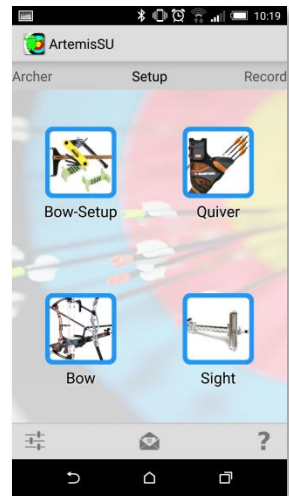 10:19
ArtemisSU
Archer Setup Record
Bow-Setup Quiver
Bow Sight
?